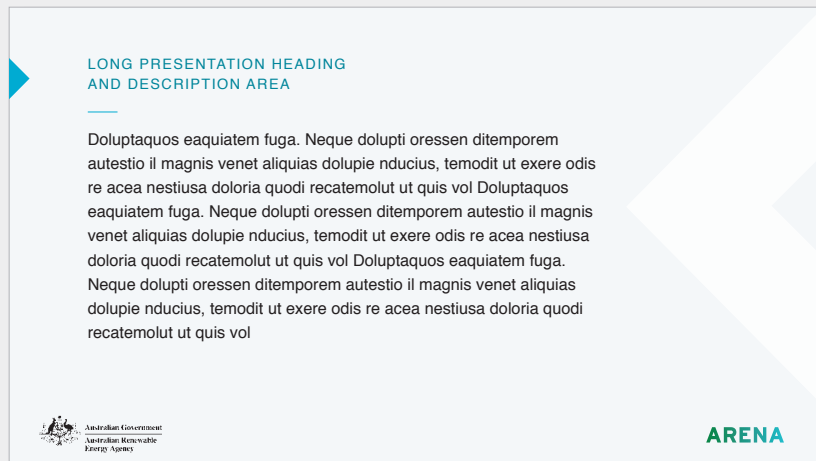 LONG PRESENTATION HEADING
AND DESCRIPTION AREA
Doluptaquos eaquiatem fuga. Neque dolupti oressen ditemporem
autestio il magnis venet aliquias dolupie nducius, temodit ut exere odis
re acea nestiusa doloria quodi recatemolut ut quis vol Doluptaquos
eaquiatem fuga. Neque dolupti oressen ditemporem autestio il magnis
venet aliquias dolupie nducius, temodit ut exere odis re acea nestiusa
doloria quodi recatemolut ut quis vol Doluptaquos eaquiatem fuga.
Neque dolupti oressen ditemporem autestio il magnis venet aliquias
dolupie nducius, temodit ut exere odis re acea nestiusa doloria quodi
recatemolut ut quis vol
Australian Government
Australian Renewable
Energy Agency
ARENA